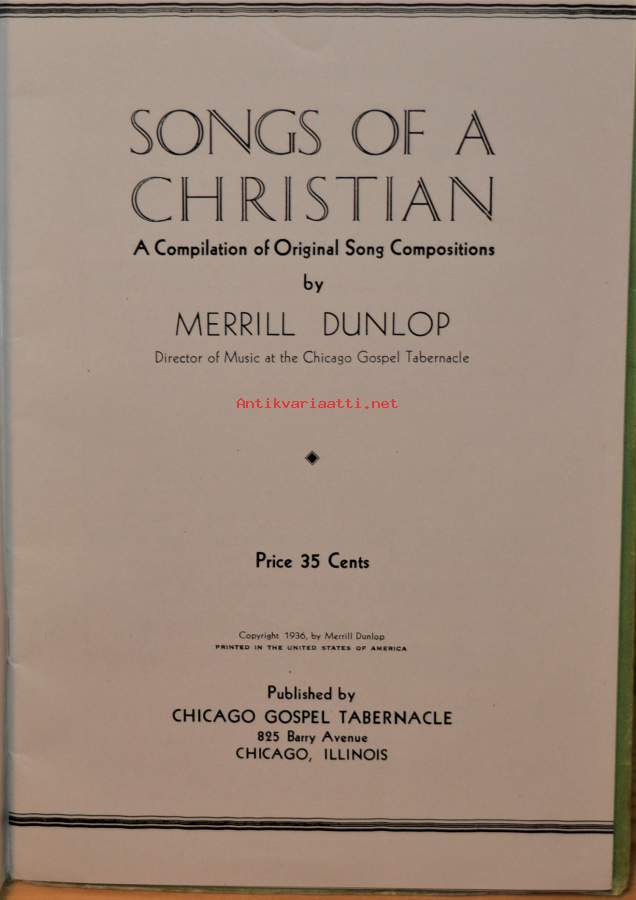 SONGS OF A
CHRISTIAN
A Compilation of Original Song Compositions
by
MERRILL DUNLOP
Director of Music at the Chicago Gospel Tabernacle
Antikvariaatti.net
Price 35 Cents
Copyright 1936, by Merrill Dunlop
PRINTED IN THE UNITED STATES OF AMERICA
Published by
CHICAGO GOSPEL TABERNACLE
825 Barry Avenue
CHICAGO, ILLINOIS